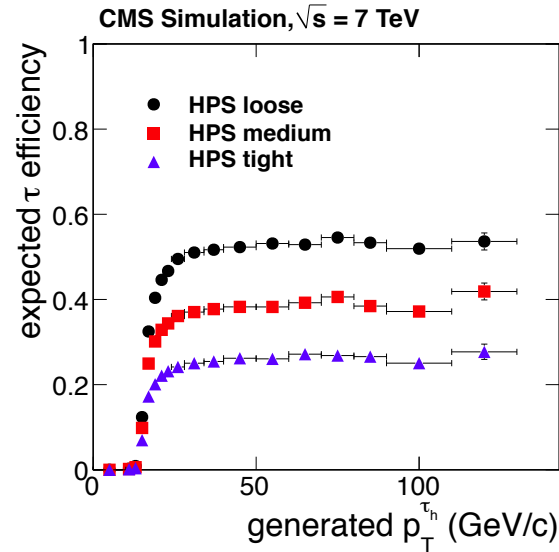 CMS Simulation, √s = 7 TeV
expected τ efficiency
1
0.8
0.6
0.4
0.2
0
HPS loose
HPS medium
HPS tight
0 50 100
generated p_T^{τ_h} (GeV/c)